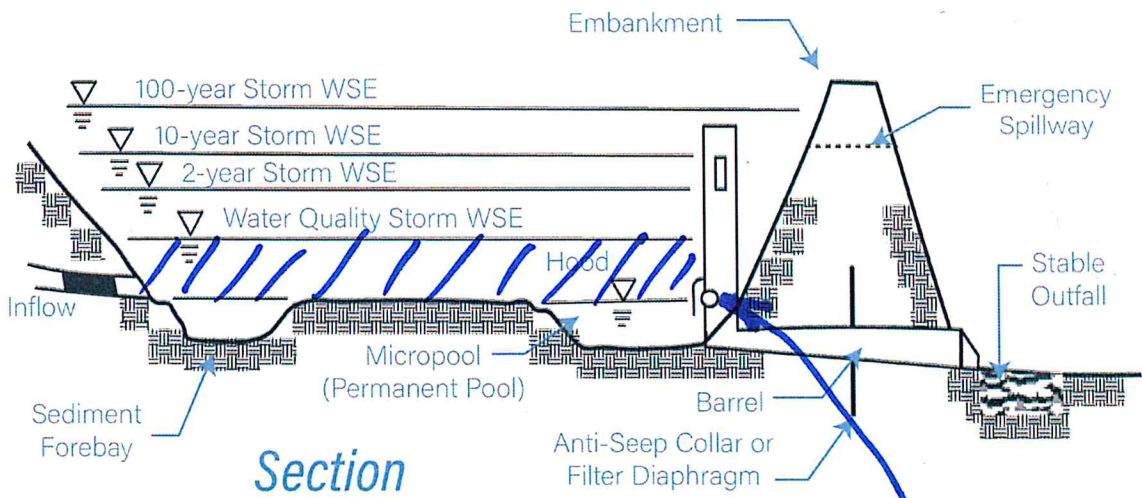 Embankment
100-year Storm WSE
Emergency
Spillway
10-year Storm WSE
2-year Storm WSE
Water Quality Storm WSE
Hood
Stable
Outfall
Inflow
Micropool
(Permanent Pool)
Barrel
Sediment
Forebay
Anti-Seep Collar or
Filter Diaphragm
Section